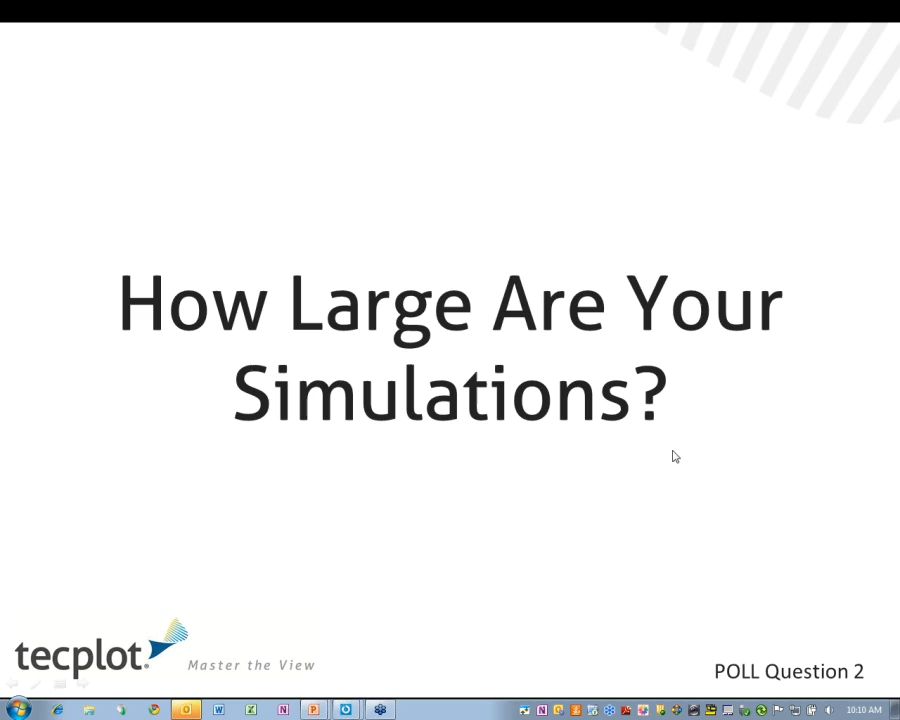 How Large Are Your
Simulations?
tecplot.
Master the View
POLL Question 2
10:10 AM